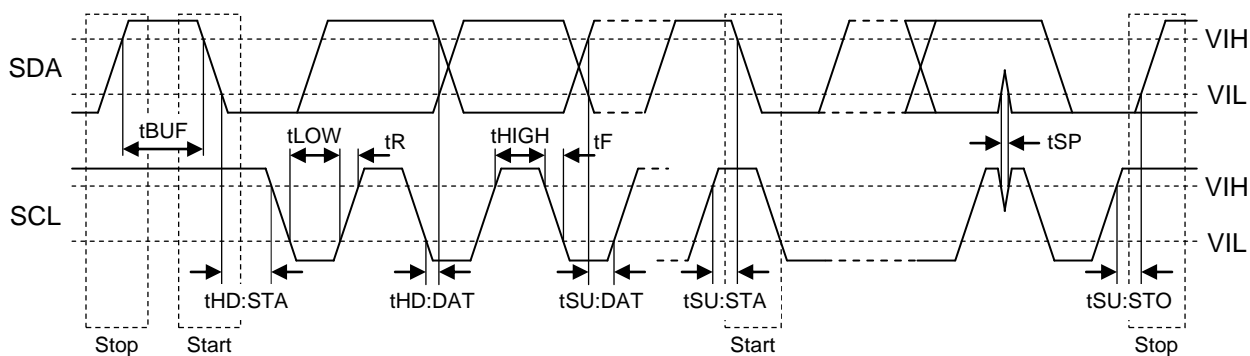 VIH
SDA
VIL
tBUF
tLOW
tR
tHIGH
tF
tSP
VIH
SCL
VIL
tHD:STA
tHD:DAT
tSU:DAT
tSU:STA
tSU:STO
Stop
Start
Start
Stop